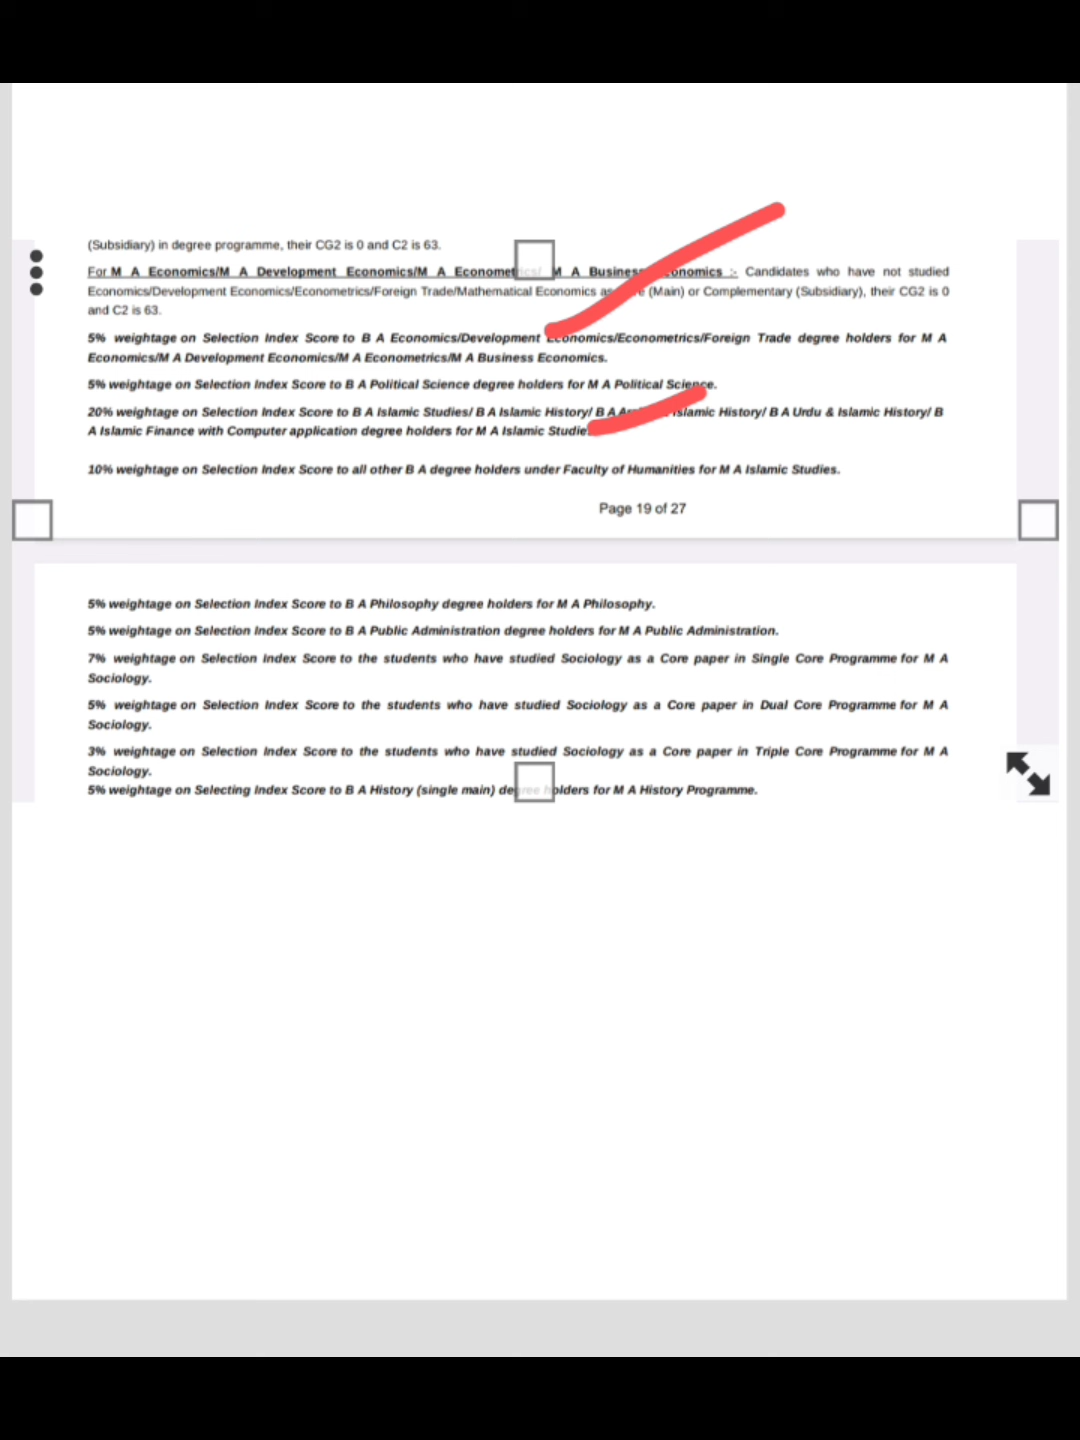 (Subsidiary) in degree programme, their CG2 is 0 and C2 is 63.
For M A Economics/M A Development Economics/M A Econometrics/ M A Business Economics :- Candidates who have not studied
Economics/Development Economics/Econometrics/Foreign Trade/Mathematical Economics as (Main) or Complementary (Subsidiary), their CG2 is 0
and C2 is 63.
5% weightage on Selection Index Score to B A Economics/Development Economics/Econometrics/Foreign Trade degree holders for M A
Economics/M A Development Economics/M A Econometrics/M A Business Economics.
5% weightage on Selection Index Score to B A Political Science degree holders for M A Political Science.
20% weightage on Selection Index Score to B A Islamic Studies/ B A Islamic History/ B A Islamic History/ B A Urdu & Islamic History/ B
A Islamic Finance with Computer application degree holders for M A Islamic Studies
10% weightage on Selection Index Score to all other B A degree holders under Faculty of Humanities for M A Islamic Studies.
Page 19 of 27
5% weightage on Selection Index Score to B A Philosophy degree holders for M A Philosophy.
5% weightage on Selection Index Score to B A Public Administration degree holders for M A Public Administration.
7% weightage on Selection Index Score to the students who have studied Sociology as a Core paper in Single Core Programme for M A
Sociology.
5% weightage on Selection Index Score to the students who have studied Sociology as a Core paper in Dual Core Programme for M A
Sociology.
3% weightage on Selection Index Score to the students who have studied Sociology as a Core paper in Triple Core Programme for M A
Sociology.
5% weightage on Selecting Index Score to B A History (single main) degree holders for M A History Programme.